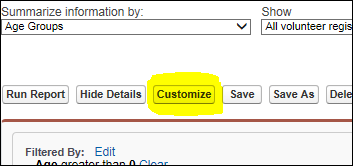 Summarize information by: Show
Age Groups All volunteer regis
Run Report Hide Details Customize Save Save As Dele
Filtered By: Edit
Age greater than 0 Clear